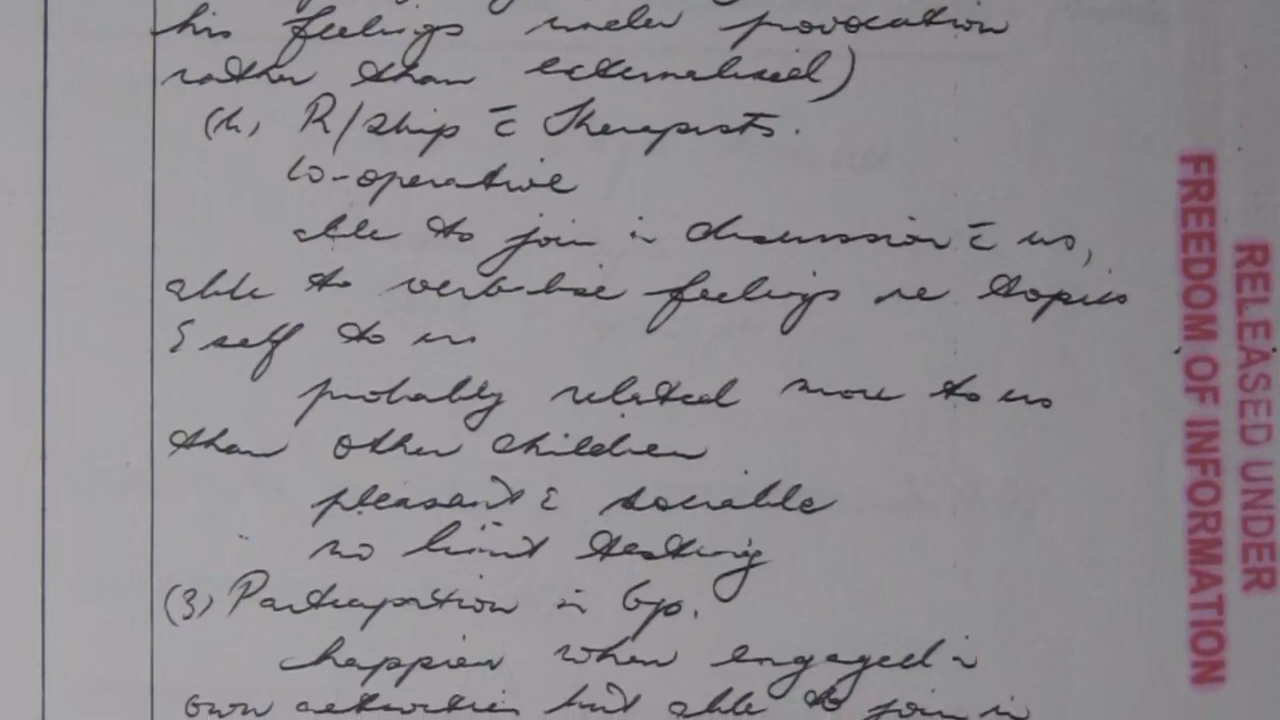 his feelings under provocation
rather than externalised)
(h) R/ship c̄ Therapists.
co-operative
able to join in discussion c̄ us,
able to verbalise feelings re topics
& self to us
probably related more to us
than other children
pleasant & sociable
no limit testing
(3) Participation in Gp.
happier when engaged in
own activities but able to join in
RELEASED UNDER
FREEDOM OF INFORMATION